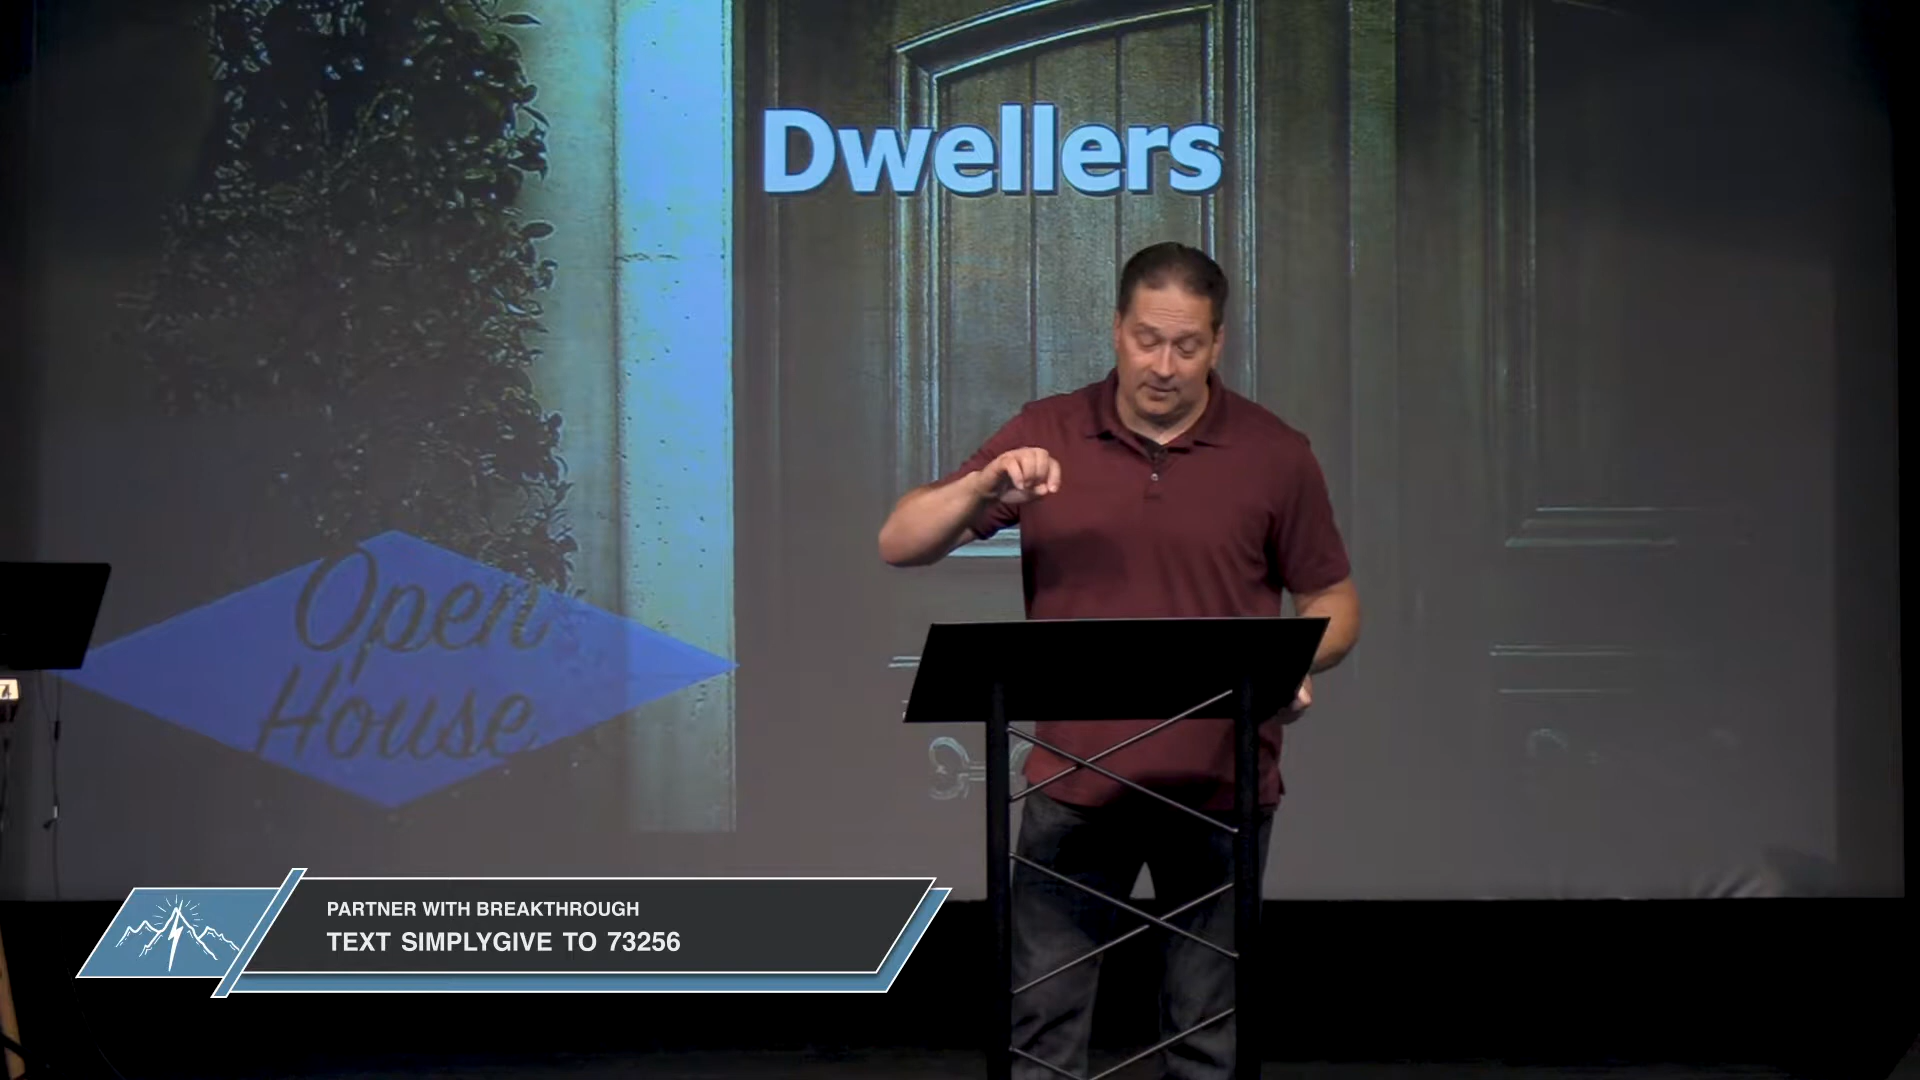 Dwellers
Open
House
PARTNER WITH BREAKTHROUGH
TEXT SIMPLYGIVE TO 73256